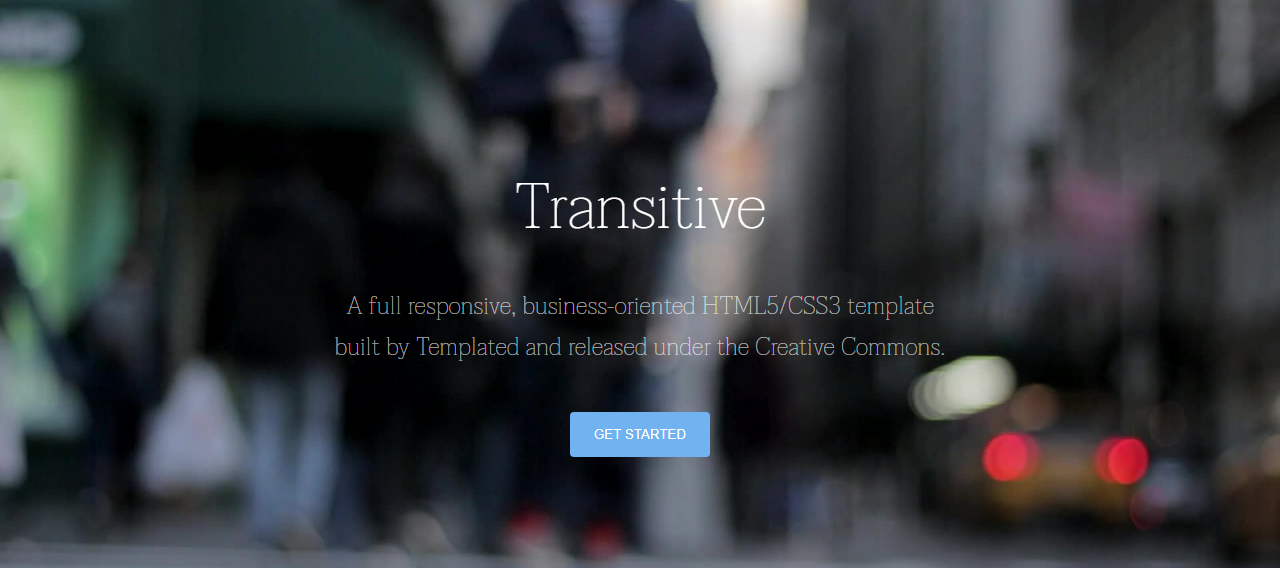 Transitive
A full responsive, business-oriented HTML5/CSS3 template
built by Templated and released under the Creative Commons.
GET STARTED